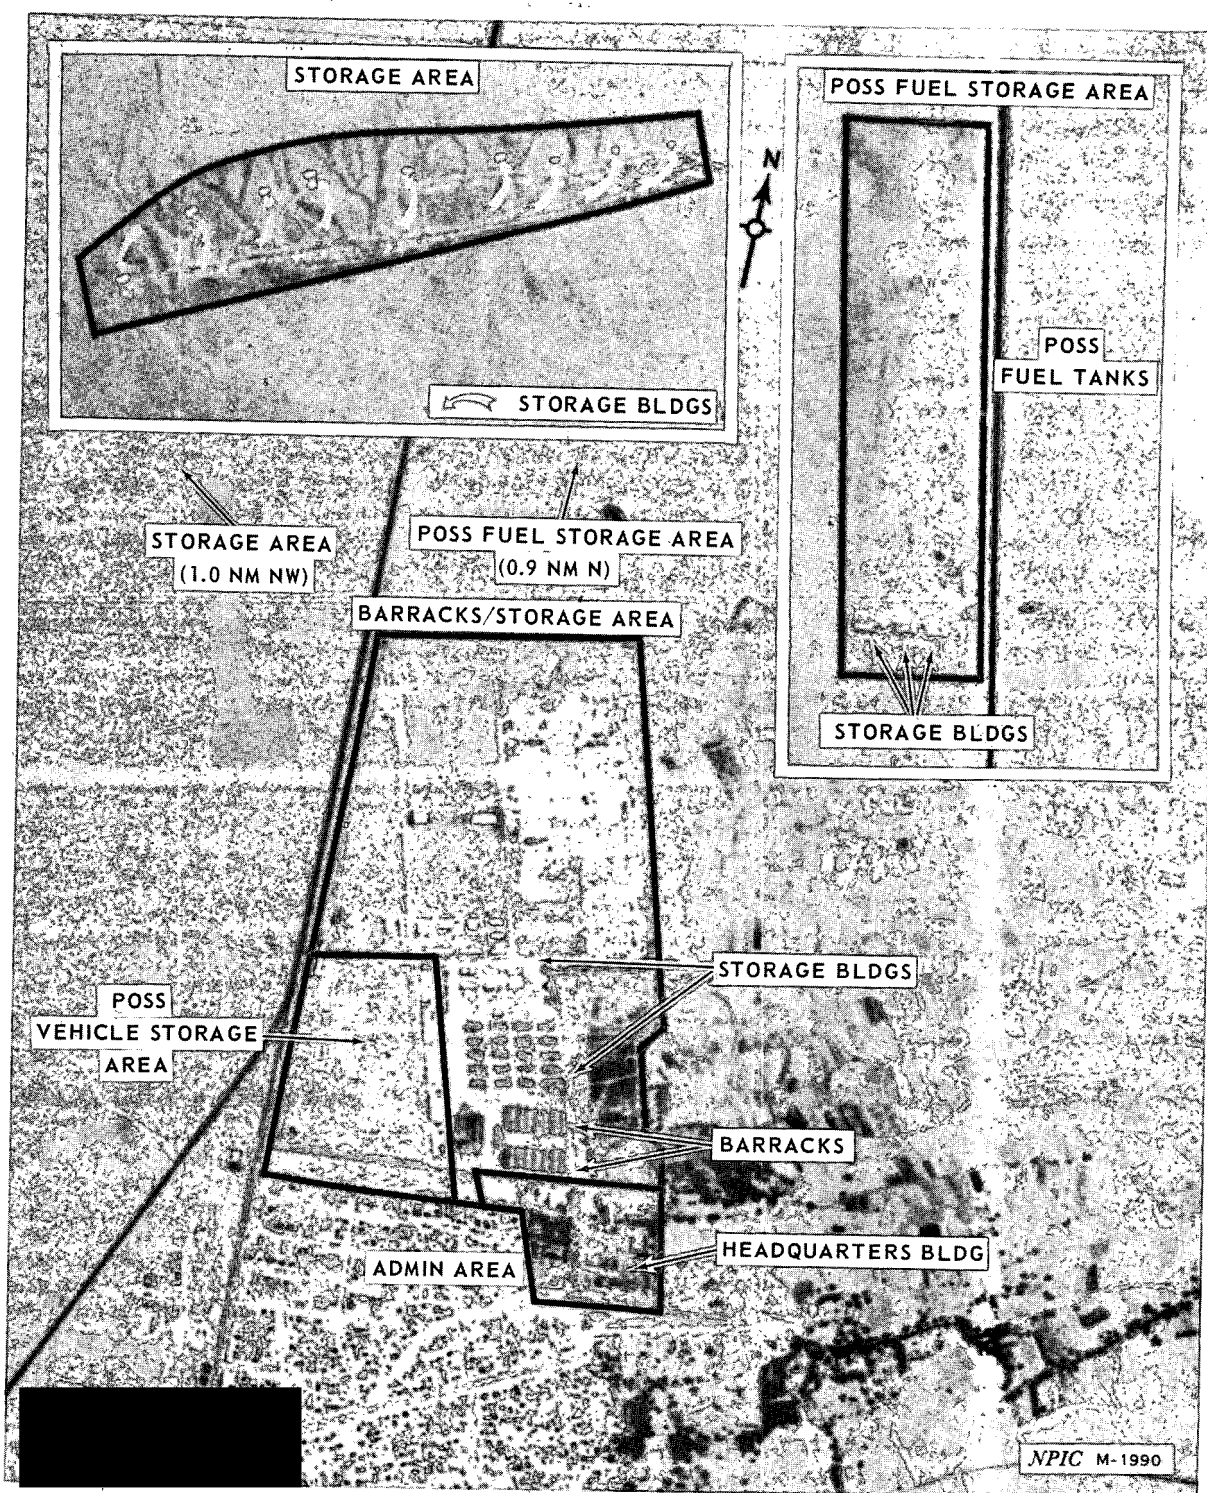 STORAGE AREA
POSS FUEL STORAGE AREA
N
POSS
FUEL TANKS
STORAGE BLDGS
STORAGE AREA
(1.0 NM NW)
POSS FUEL STORAGE AREA
(0.9 NM N)
BARRACKS/STORAGE AREA
STORAGE BLDGS
STORAGE BLDGS
POSS
VEHICLE STORAGE
AREA
BARRACKS
HEADQUARTERS BLDG
ADMIN AREA
NPIC M-1990